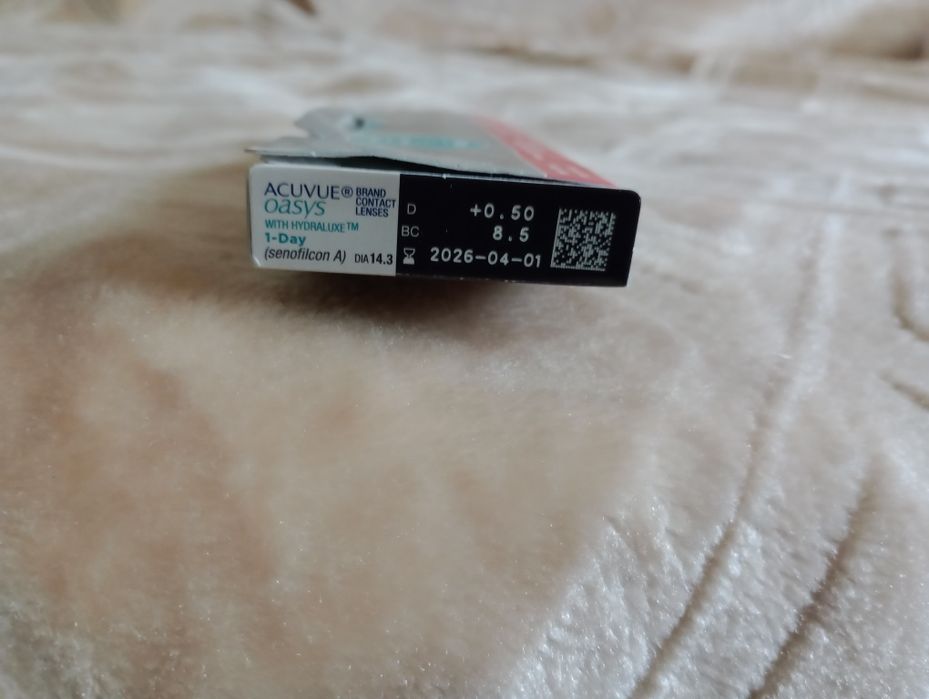 ACUVUE® BRAND CONTACT LENSES
oasys
WITH HYDRALUXE™
1-Day
(senofilcon A) DIA 14.3
D +0.50
BC 8.5
2026-04-01